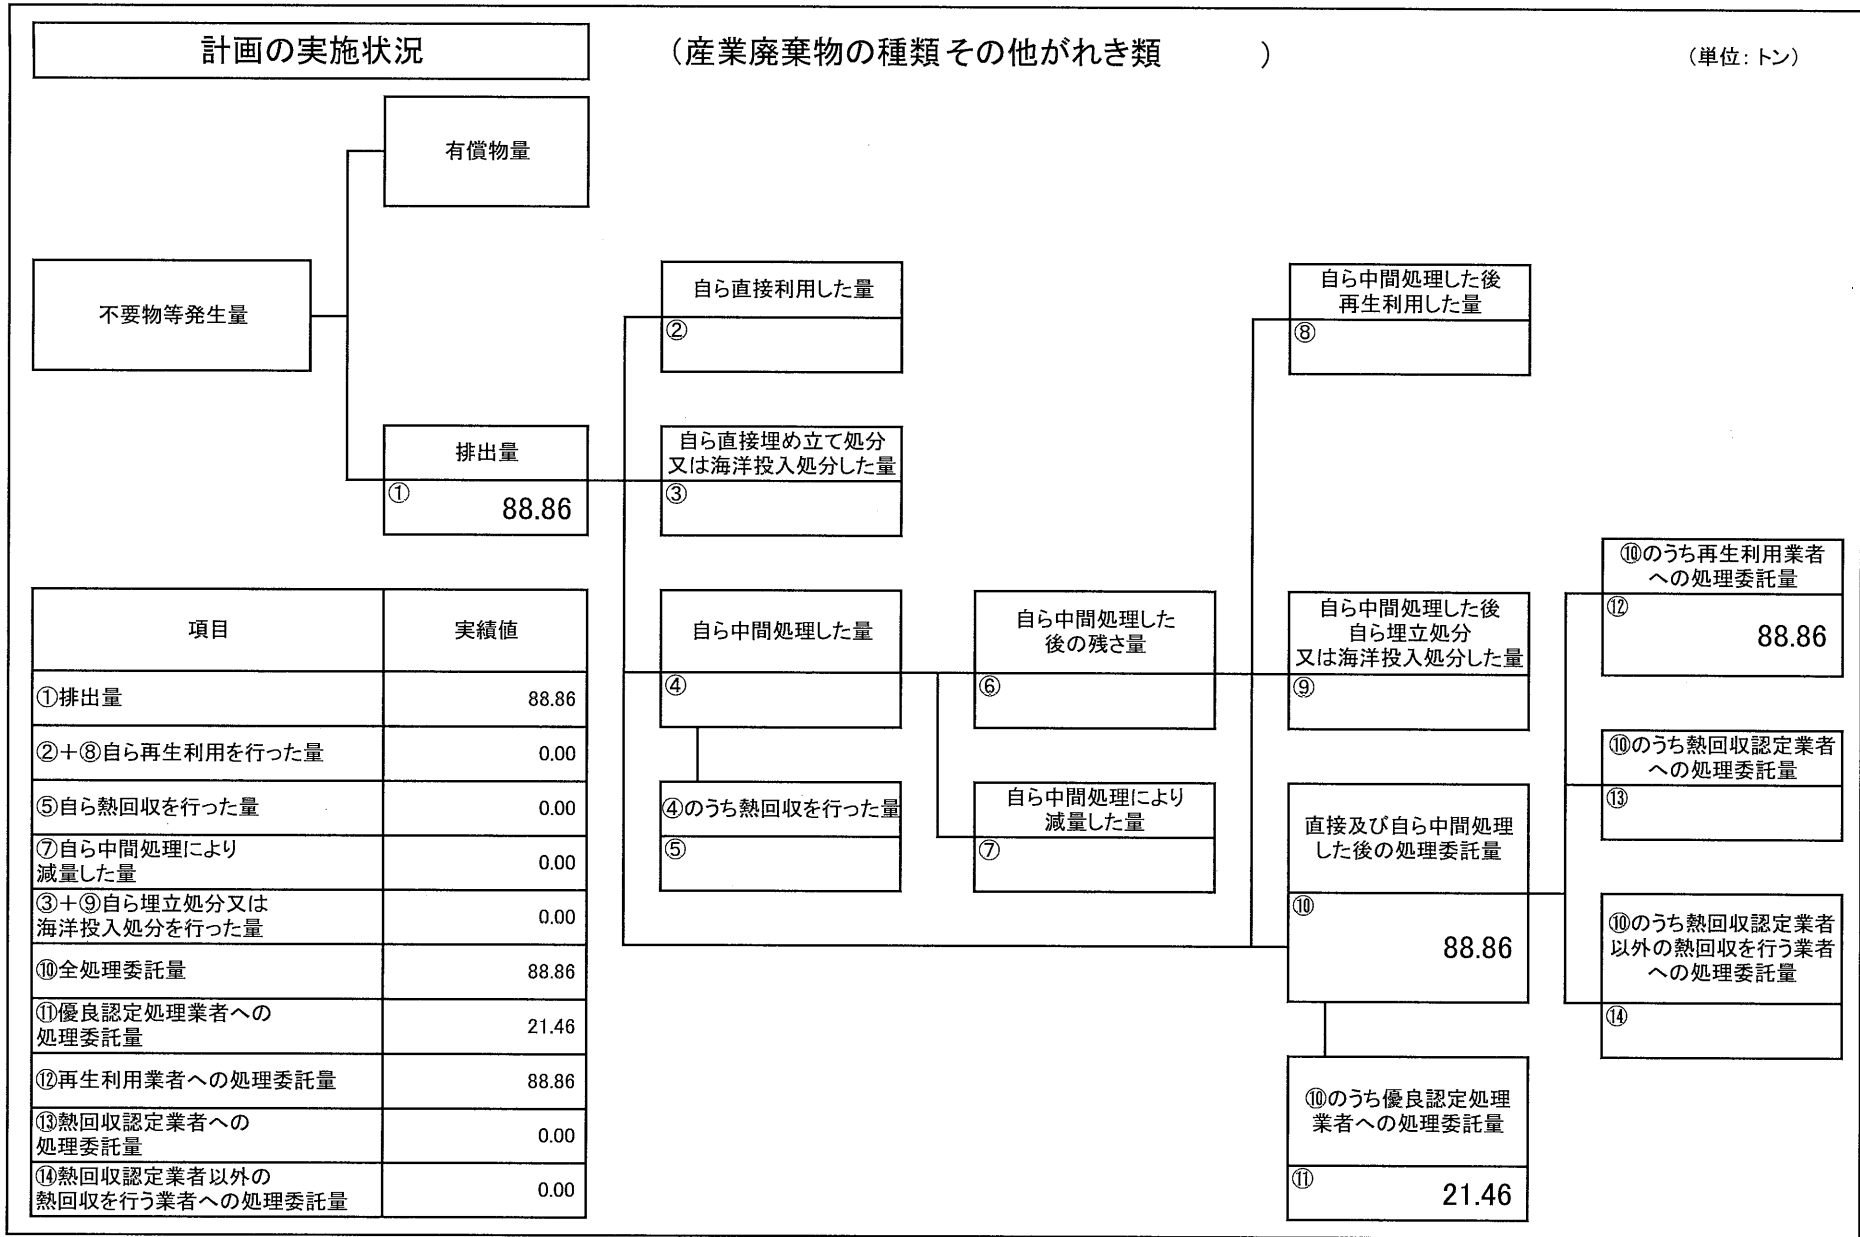 計画の実施状況
（産業廃棄物の種類 その他がれき類　　　）
（単位：トン）
有償物量
不要物等発生量
自ら直接利用した量
②
自ら中間処理した後
再生利用した量
⑧
排出量
① 88.86
自ら直接埋め立て処分
又は海洋投入処分した量
③
⑩のうち再生利用業者
への処理委託量
⑫ 88.86
自ら中間処理した量
④
自ら中間処理した
後の残さ量
⑥
自ら中間処理した後
自ら埋立処分
又は海洋投入処分した量
⑨
⑩のうち熱回収認定業者
への処理委託量
⑬
④のうち熱回収を行った量
⑤
自ら中間処理により
減量した量
⑦
直接及び自ら中間処理
した後の処理委託量
⑩ 88.86
⑩のうち熱回収認定業者
以外の熱回収を行う業者
への処理委託量
⑭
⑩のうち優良認定処理
業者への処理委託量
⑪ 21.46
項目 実績値
①排出量 88.86
②＋⑧自ら再生利用を行った量 0.00
⑤自ら熱回収を行った量 0.00
⑦自ら中間処理により
減量した量 0.00
③＋⑨自ら埋立処分又は
海洋投入処分を行った量 0.00
⑩全処理委託量 88.86
⑪優良認定処理業者への
処理委託量 21.46
⑫再生利用業者への処理委託量 88.86
⑬熱回収認定業者への
処理委託量 0.00
⑭熱回収認定業者以外の
熱回収を行う業者への処理委託量 0.00